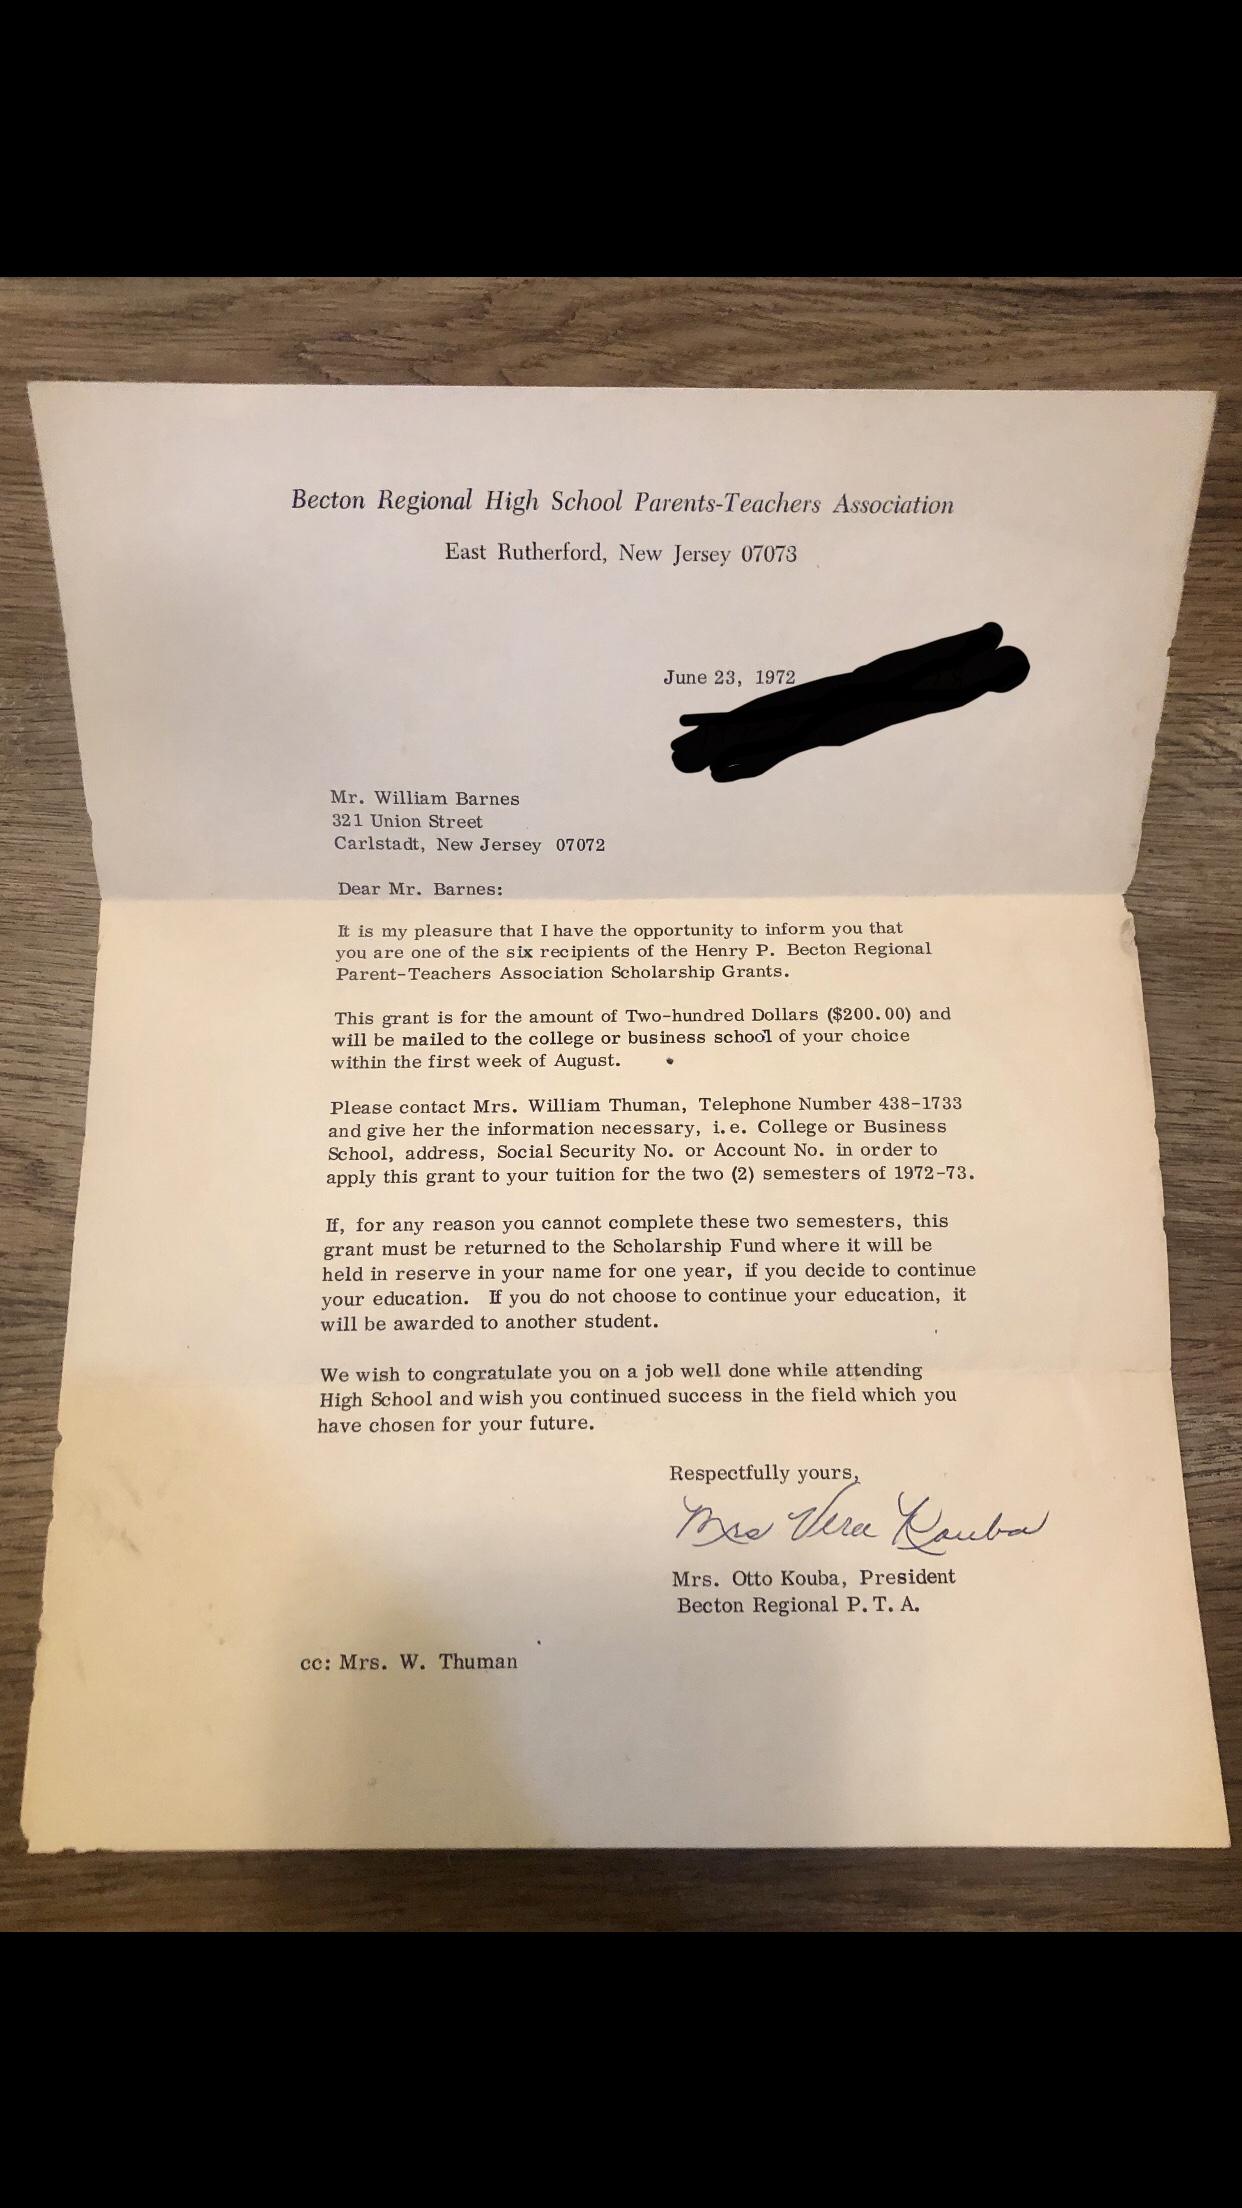 Becton Regional High School Parents-Teachers Association
East Rutherford, New Jersey 07073
June 23, 1972
Mr. William Barnes
321 Union Street
Carlstadt, New Jersey 07072
Dear Mr. Barnes:
It is my pleasure that I have the opportunity to inform you that
you are one of the six recipients of the Henry P. Becton Regional
Parent-Teachers Association Scholarship Grants.
This grant is for the amount of Two-hundred Dollars ($200.00) and
will be mailed to the college or business school of your choice
within the first week of August.
Please contact Mrs. William Thuman, Telephone Number 438-1733
and give her the information necessary, i.e. College or Business
School, address, Social Security No. or Account No. in order to
apply this grant to your tuition for the two (2) semesters of 1972-73.
If, for any reason you cannot complete these two semesters, this
grant must be returned to the Scholarship Fund where it will be
held in reserve in your name for one year, if you decide to continue
your education. If you do not choose to continue your education, it
will be awarded to another student.
We wish to congratulate you on a job well done while attending
High School and wish you continued success in the field which you
have chosen for your future.
Respectfully yours,
Mrs Vera Kouba
Mrs. Otto Kouba, President
Becton Regional P.T.A.
cc: Mrs. W. Thuman